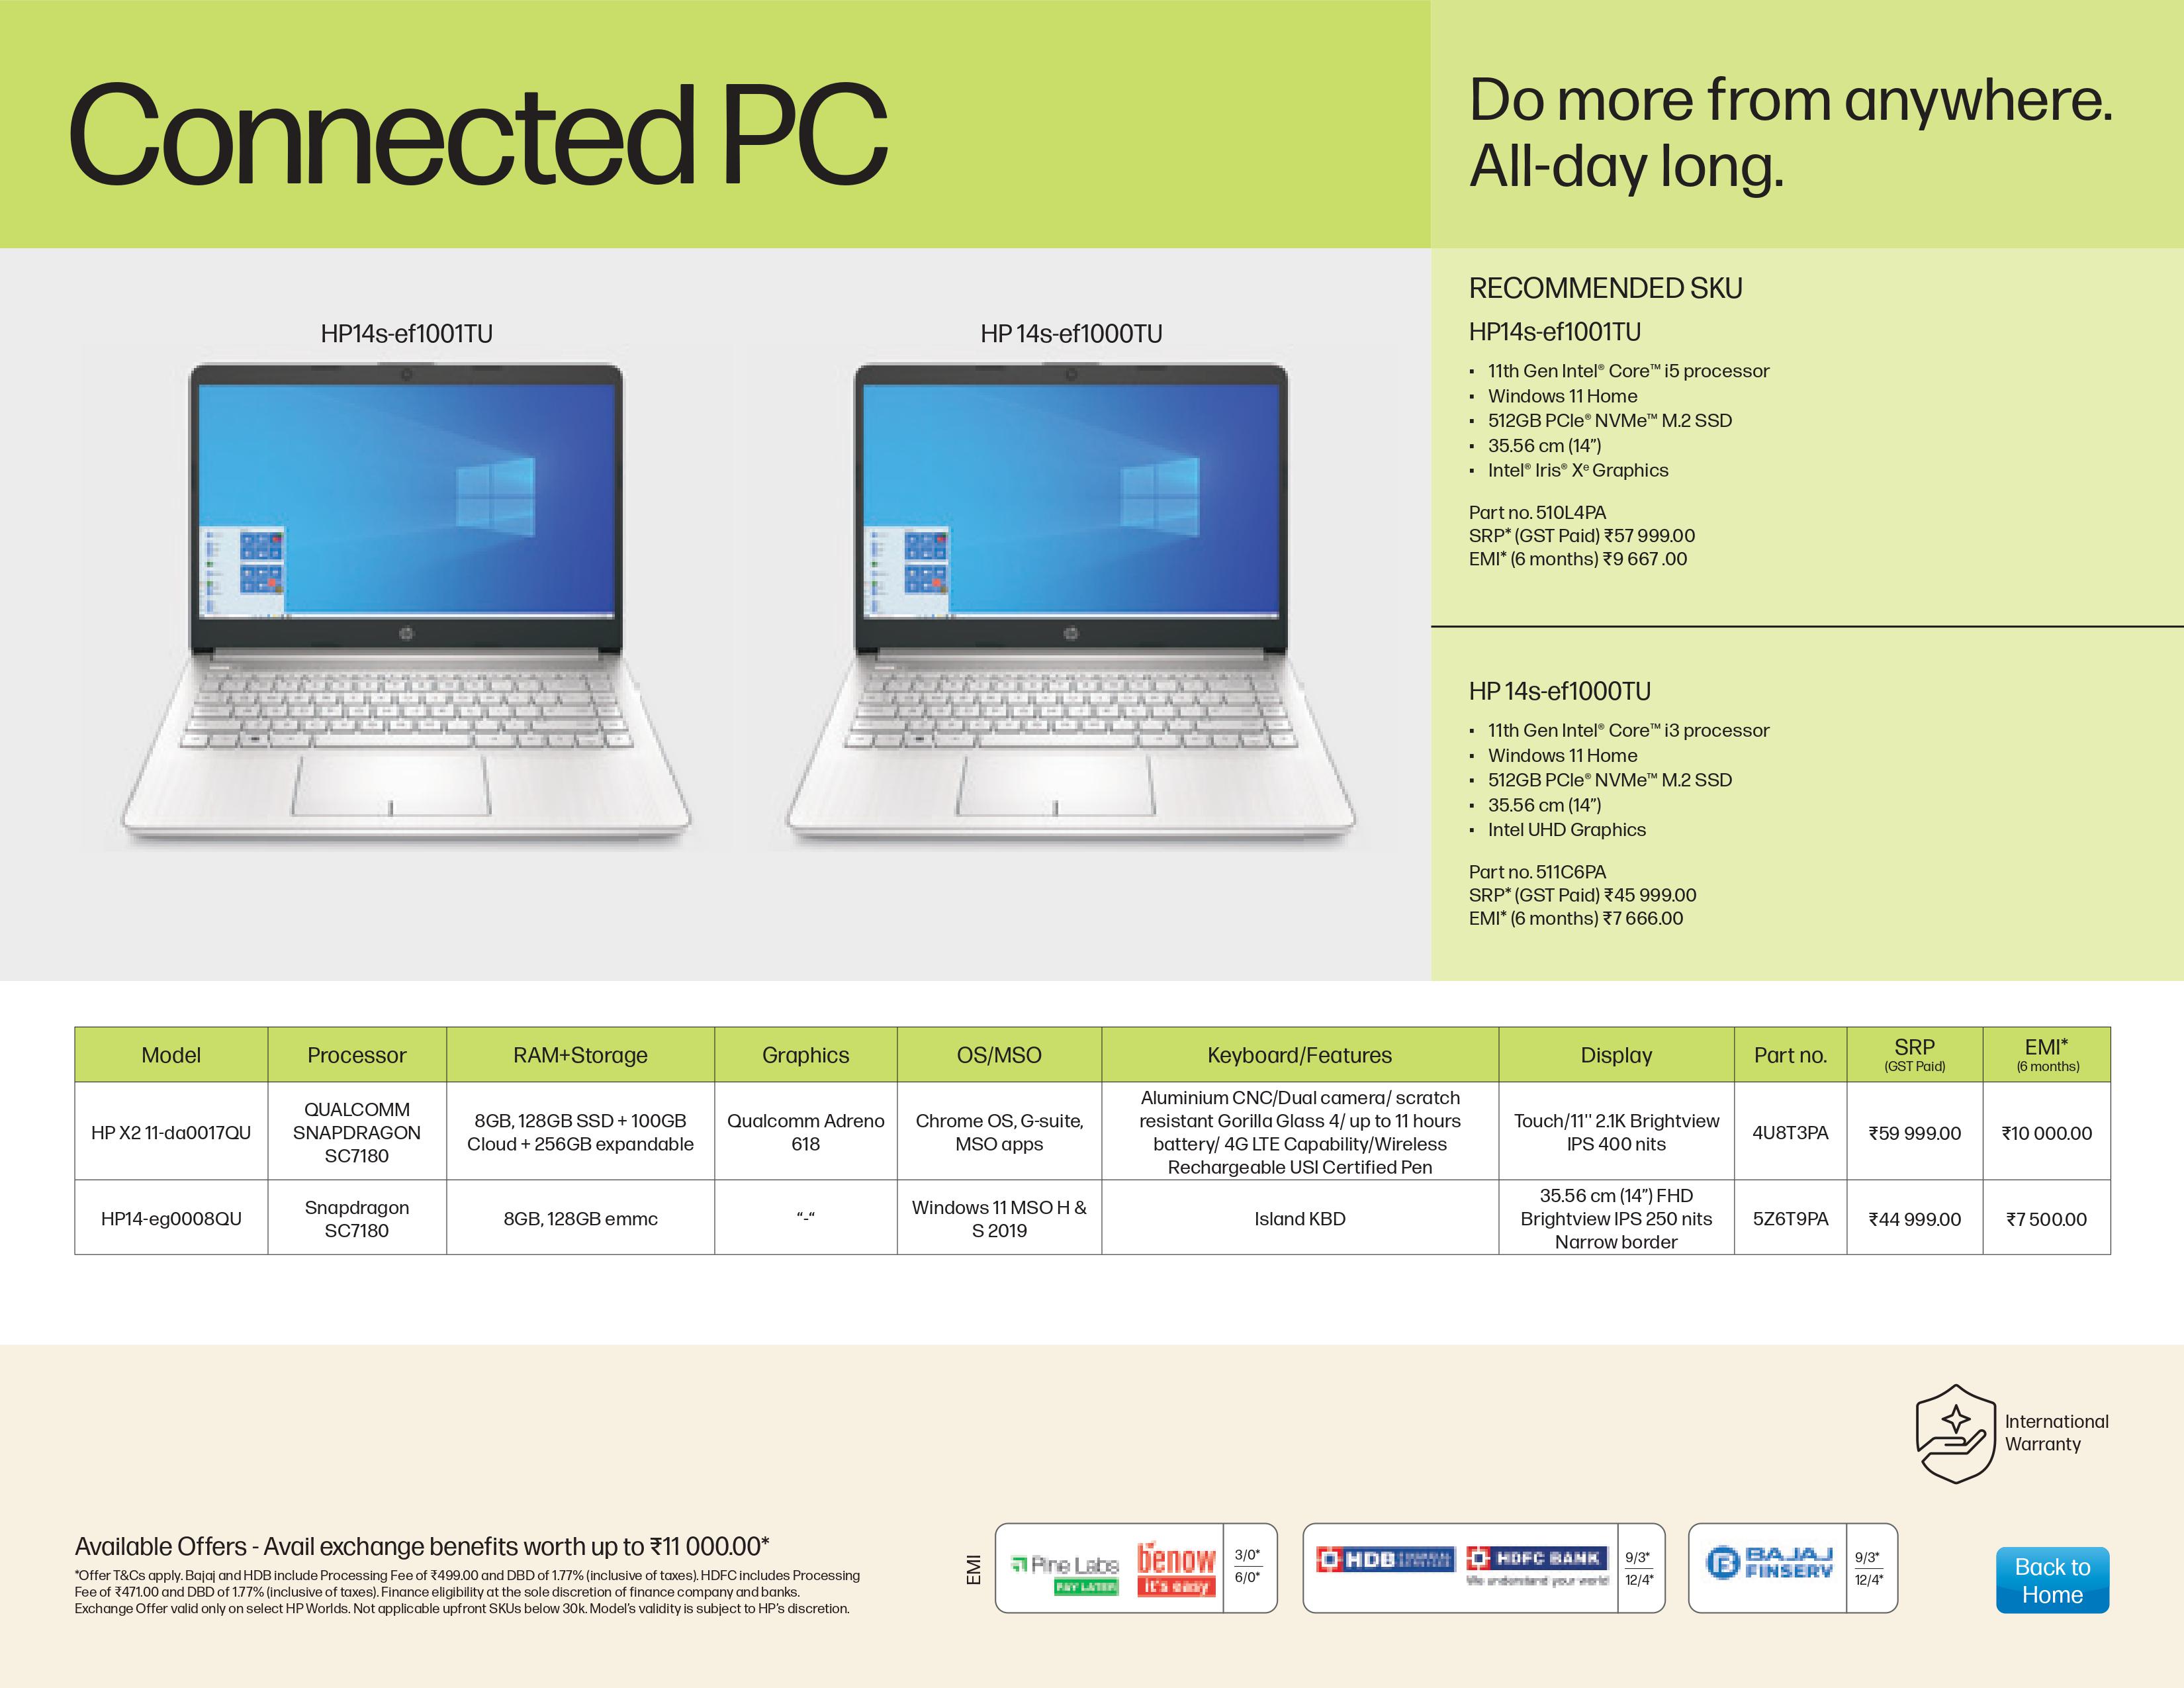 Connected PC
Do more from anywhere.
All-day long.
HP14s-ef1001TU
HP 14s-ef1000TU
RECOMMENDED SKU
HP14s-ef1001TU
▪ 11th Gen Intel® Core™ i5 processor
▪ Windows 11 Home
▪ 512GB PCIe® NVMe™ M.2 SSD
▪ 35.56 cm (14”)
▪ Intel® Iris® Xᵉ Graphics
Part no. 510L4PA
SRP* (GST Paid) ₹57 999.00
EMI* (6 months) ₹9 667 .00
HP 14s-ef1000TU
▪ 11th Gen Intel® Core™ i3 processor
▪ Windows 11 Home
▪ 512GB PCIe® NVMe™ M.2 SSD
▪ 35.56 cm (14”)
▪ Intel UHD Graphics
Part no. 511C6PA
SRP* (GST Paid) ₹45 999.00
EMI* (6 months) ₹7 666.00
Model Processor RAM+Storage Graphics OS/MSO Keyboard/Features Display Part no. SRP (GST Paid) EMI* (6 months)
HP X2 11-da0017QU
QUALCOMM
SNAPDRAGON
SC7180
8GB, 128GB SSD + 100GB
Cloud + 256GB expandable
Qualcomm Adreno
618
Chrome OS, G-suite,
MSO apps
Aluminium CNC/Dual camera/ scratch
resistant Gorilla Glass 4/ up to 11 hours
battery/ 4G LTE Capability/Wireless
Rechargeable USI Certified Pen
Touch/11'' 2.1K Brightview
IPS 400 nits
4U8T3PA
₹59 999.00
₹10 000.00
HP14-eg0008QU
Snapdragon
SC7180
8GB, 128GB emmc
“-“
Windows 11 MSO H &
S 2019
Island KBD
35.56 cm (14”) FHD
Brightview IPS 250 nits
Narrow border
5Z6T9PA
₹44 999.00
₹7 500.00
International
Warranty
Available Offers - Avail exchange benefits worth up to ₹11 000.00*
*Offer T&Cs apply. Bajaj and HDB include Processing Fee of ₹499.00 and DBD of 1.77% (inclusive of taxes). HDFC includes Processing
Fee of ₹471.00 and DBD of 1.77% (inclusive of taxes). Finance eligibility at the sole discretion of finance company and banks.
Exchange Offer valid only on select HP Worlds. Not applicable upfront SKUs below 30k. Model’s validity is subject to HP’s discretion.
EMI
Pine Labs
PAY LATER
benow
it's easy
3/0*
6/0*
HDB FINANCIAL SERVICES
HDFC BANK
We understand your world
9/3*
12/4*
BAJAJ
FINSERV
9/3*
12/4*
Back to
Home